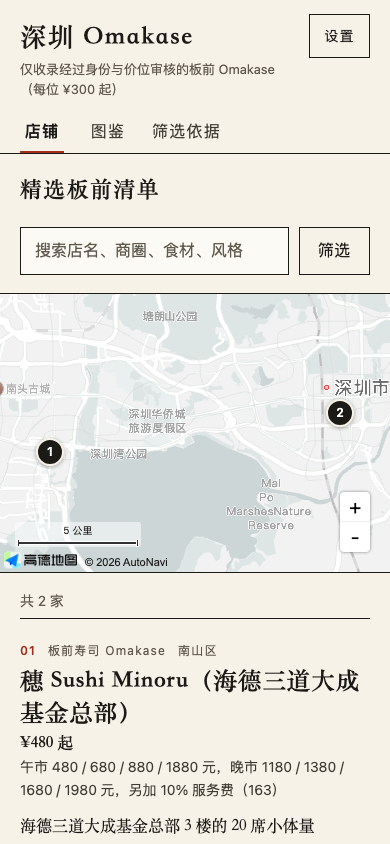 深圳 Omakase
设置
仅收录经过身份与价位审核的板前 Omakase
（每位 ¥300 起）
店铺
图鉴
筛选依据
精选板前清单
搜索店名、商圈、食材、风格
筛选
塘朗山公园
南头古城
深圳市
2
深圳华侨城
旅游度假区
1
深圳湾公园
Mai
Po
MarshesNature
Reserve
+
-
5 公里
高德地图 © 2026 AutoNavi
共 2 家
01 板前寿司 Omakase 南山区
穗 Sushi Minoru（海德三道大成
基金总部）
¥480 起
午市 480 / 680 / 880 / 1880 元，晚市 1180 / 1380 /
1680 / 1980 元，另加 10% 服务费（163）
海德三道大成基金总部 3 楼的 20 席小体量